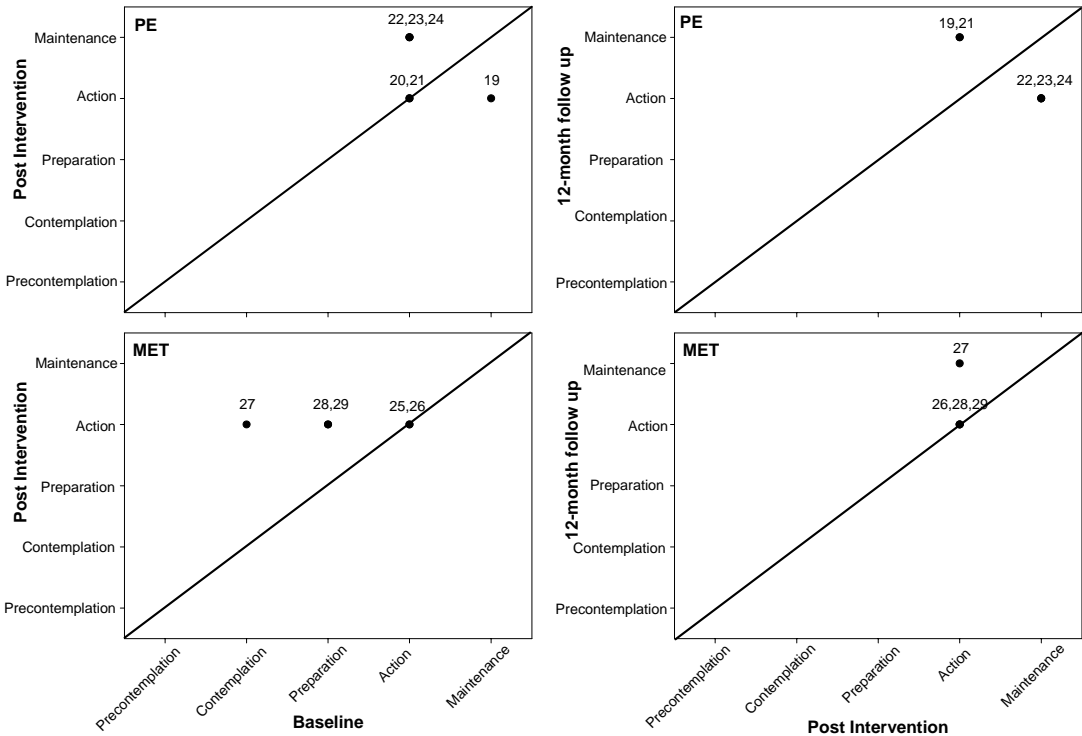 PE
22,23,24
Maintenance
20,21
19
Action
Preparation
Contemplation
Precontemplation
Post Intervention
PE
19,21
Maintenance
22,23,24
Action
Preparation
Contemplation
Precontemplation
12-month follow up
MET
Maintenance
27
28,29
25,26
Action
Preparation
Contemplation
Precontemplation
Post Intervention
Precontemplation
Contemplation
Preparation
Action
Maintenance
Baseline
MET
27
Maintenance
26,28,29
Action
Preparation
Contemplation
Precontemplation
12-month follow up
Precontemplation
Contemplation
Preparation
Action
Maintenance
Post Intervention